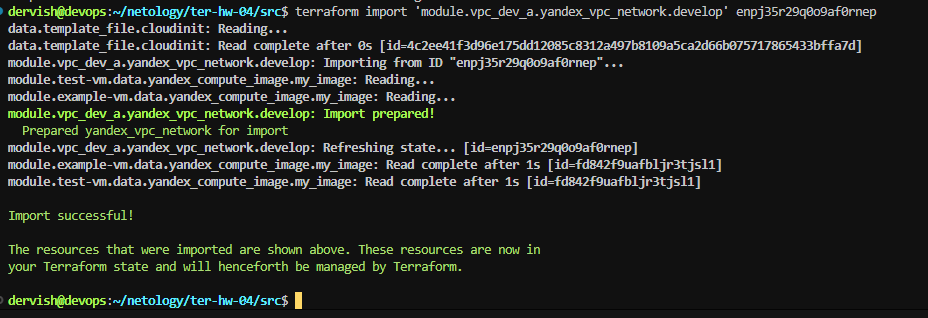 dervish@devops:~/netology/ter-hw-04/src$ terraform import 'module.vpc_dev_a.yandex_vpc_network.develop' enpj35r29q0o9af0rnep
data.template_file.cloudinit: Reading...
data.template_file.cloudinit: Read complete after 0s [id=4c2ee41f3d96e175dd12085c8312a497b8109a5ca2d66b075717865433bffa7d]
module.vpc_dev_a.yandex_vpc_network.develop: Importing from ID "enpj35r29q0o9af0rnep"...
module.test-vm.data.yandex_compute_image.my_image: Reading...
module.example-vm.data.yandex_compute_image.my_image: Reading...
module.vpc_dev_a.yandex_vpc_network.develop: Import prepared!
  Prepared yandex_vpc_network for import
module.vpc_dev_a.yandex_vpc_network.develop: Refreshing state... [id=enpj35r29q0o9af0rnep]
module.example-vm.data.yandex_compute_image.my_image: Read complete after 1s [id=fd842f9uafbljr3tjsl1]
module.test-vm.data.yandex_compute_image.my_image: Read complete after 1s [id=fd842f9uafbljr3tjsl1]
Import successful!
The resources that were imported are shown above. These resources are now in
your Terraform state and will henceforth be managed by Terraform.
dervish@devops:~/netology/ter-hw-04/src$